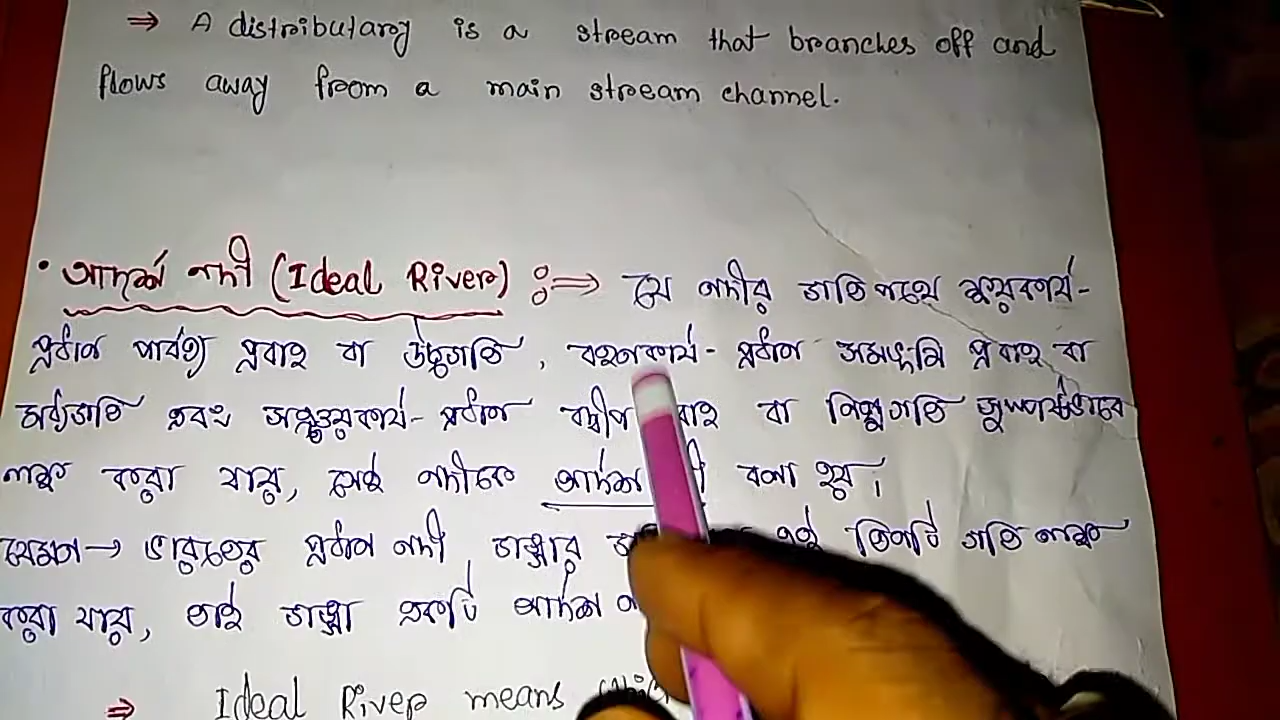 ⇒ A distributary is a stream that branches off and
flows away from a main stream channel.
• আদর্শ নদী (Ideal River) :⇒ যে নদীর গতিপথে ক্ষয়কার্য-
প্রধান পার্বত্য প্রবাহ বা উচ্চগতি, বহনকার্য- প্রধান সমভূমি প্রবাহ বা
মধ্যগতি এবং সঞ্চয়কার্য- প্রধান বদ্বীপ বা নিম্নগতি সুস্পষ্টভাবে
লক্ষ করা যায়, সেই নদীকে আদর্শ বলা হয়।
যেমন → ভারতের প্রধান নদী গঙ্গার এই তিনটি গতি লক্ষ
করা যায়, তাই গঙ্গা একটি আদর্শ
⇒ Ideal River means